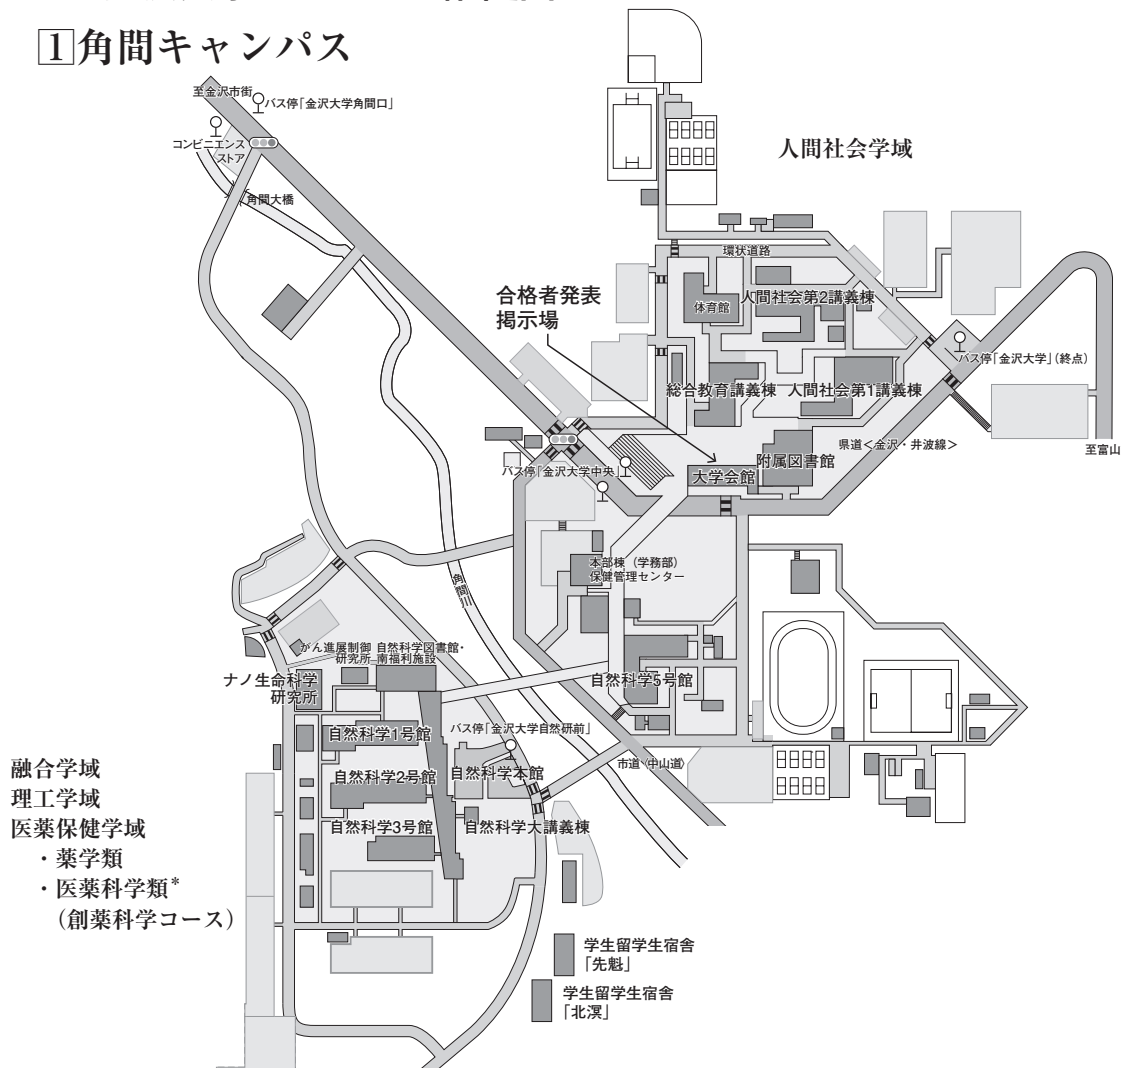 1角間キャンパス
至金沢市街
バス停「金沢大学角間口」
コンビニエンス
ストア
角間大橋
人間社会学域
環状道路
合格者発表
掲示場
体育館
人間社会第2講義棟
バス停「金沢大学」(終点)
総合教育講義棟
人間社会第1講義棟
県道<金沢・井波線>
至富山
附属図書館
大学会館
バス停「金沢大学中央」
本部棟(学務部)
保健管理センター
角間川
がん進展制御
研究所
自然科学図書館・
南福利施設
ナノ生命科学
研究所
自然科学5号館
自然科学1号館
バス停「金沢大学自然研前」
市道〈中山道〉
自然科学2号館
自然科学本館
自然科学3号館
自然科学大講義棟
融合学域
理工学域
医薬保健学域
・薬学類
・医薬科学類*
(創薬科学コース)
学生留学生宿舎
「先魁」
学生留学生宿舎
「北溟」